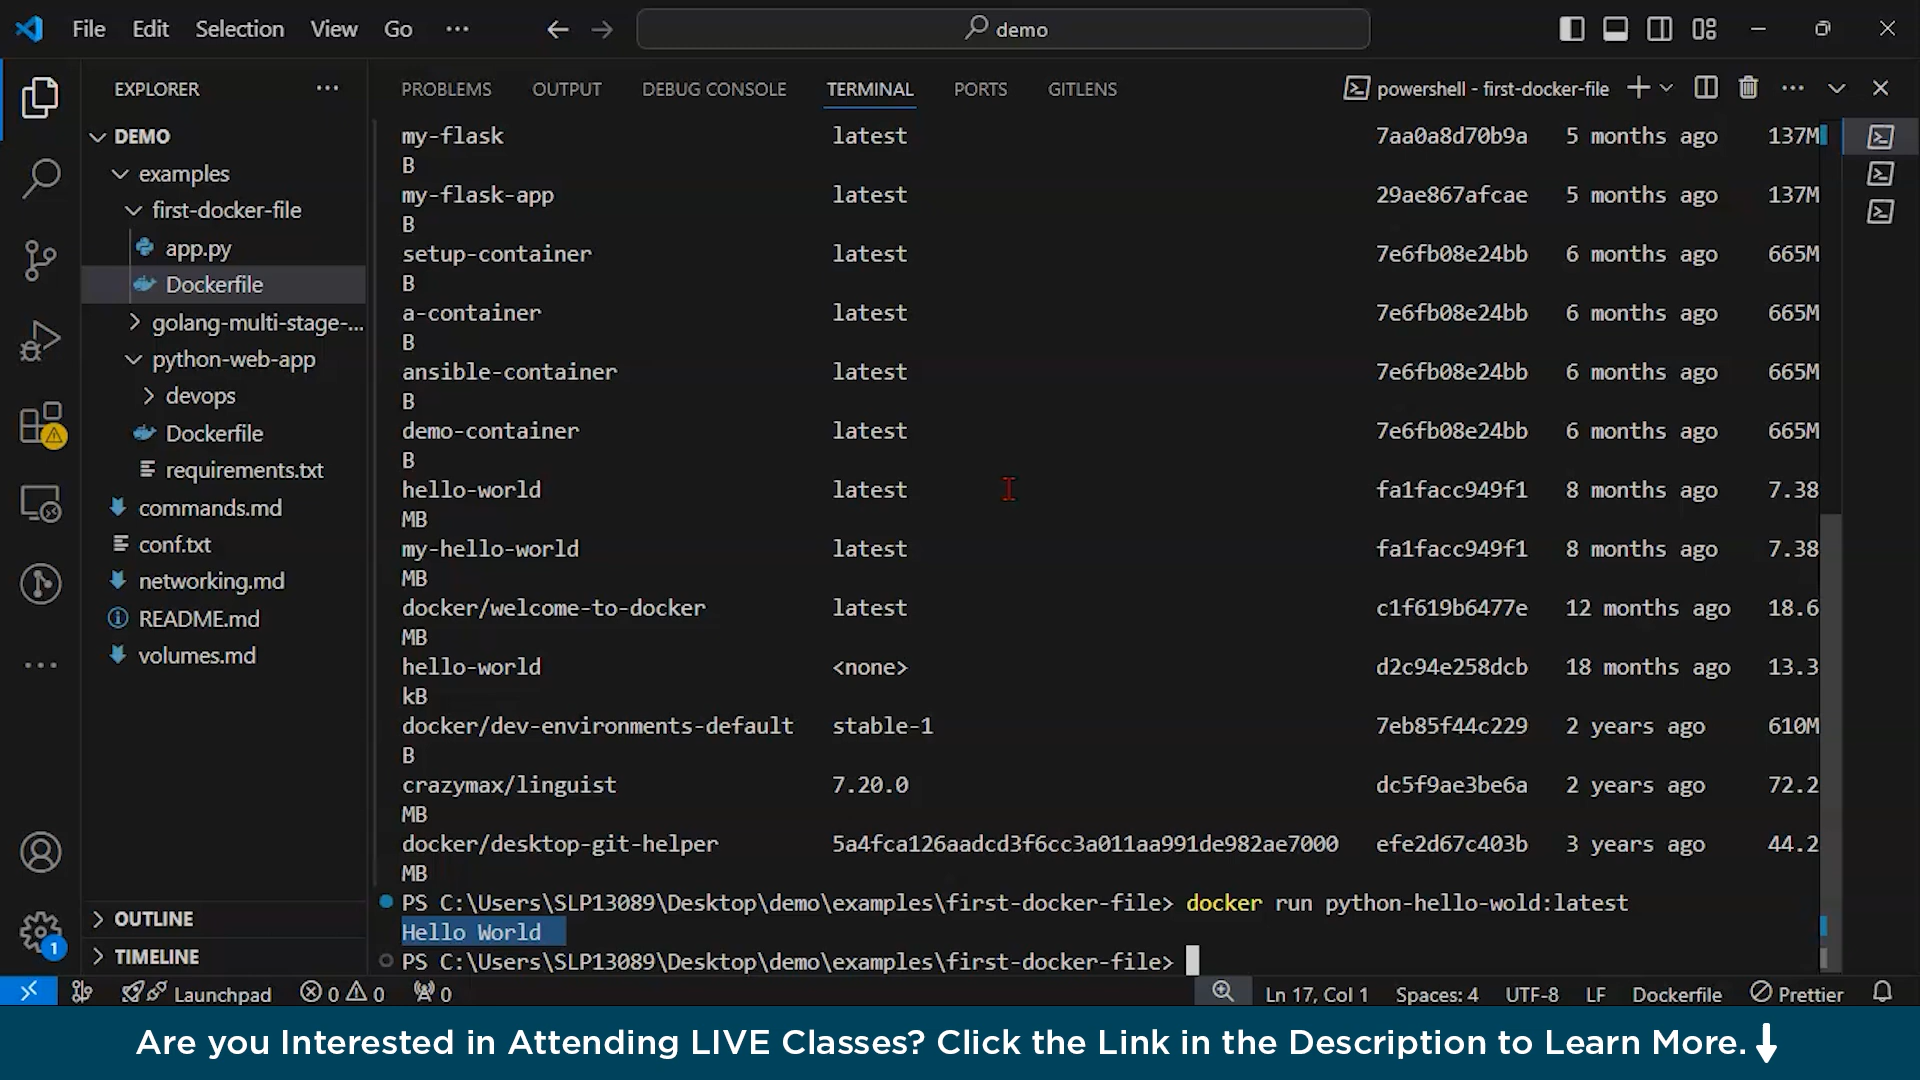 File Edit Selection View Go ··· demo
EXPLORER ···
PROBLEMS OUTPUT DEBUG CONSOLE TERMINAL PORTS GITLENS powershell - first-docker-file
DEMO
examples
first-docker-file
app.py
Dockerfile
golang-multi-stage-...
python-web-app
devops
Dockerfile
requirements.txt
commands.md
conf.txt
networking.md
README.md
volumes.md
OUTLINE
TIMELINE
1
my-flask latest 7aa0a8d70b9a 5 months ago 137M
B
my-flask-app latest 29ae867afcae 5 months ago 137M
B
setup-container latest 7e6fb08e24bb 6 months ago 665M
B
a-container latest 7e6fb08e24bb 6 months ago 665M
B
ansible-container latest 7e6fb08e24bb 6 months ago 665M
B
demo-container latest 7e6fb08e24bb 6 months ago 665M
B
hello-world latest fa1facc949f1 8 months ago 7.38
MB
my-hello-world latest fa1facc949f1 8 months ago 7.38
MB
docker/welcome-to-docker latest c1f619b6477e 12 months ago 18.6
MB
hello-world <none> d2c94e258dcb 18 months ago 13.3
kB
docker/dev-environments-default stable-1 7eb85f44c229 2 years ago 610M
B
crazymax/linguist 7.20.0 dc5f9ae3be6a 2 years ago 72.2
MB
docker/desktop-git-helper 5a4fca126aadcd3f6cc3a011aa991de982ae7000 efe2d67c403b 3 years ago 44.2
MB
PS C:\Users\SLP13089\Desktop\demo\examples\first-docker-file> docker run python-hello-wold:latest
Hello World
PS C:\Users\SLP13089\Desktop\demo\examples\first-docker-file>
Launchpad 0 0 0 Ln 17, Col 1 Spaces: 4 UTF-8 LF Dockerfile Prettier
Are you Interested in Attending LIVE Classes? Click the Link in the Description to Learn More.